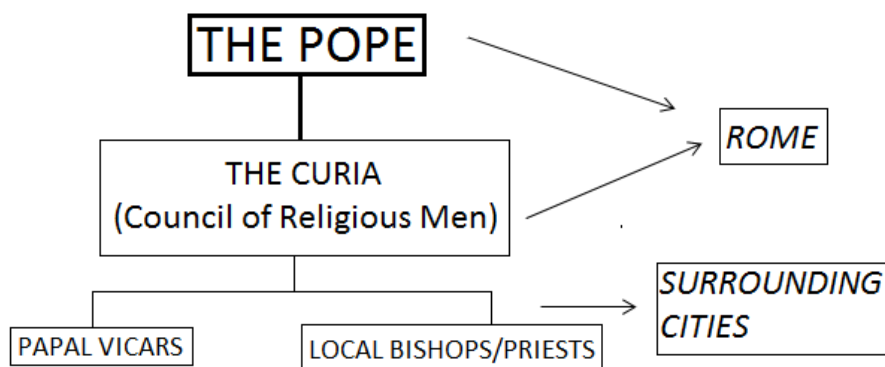 THE POPE
ROME
THE CURIA
(Council of Religious Men)
SURROUNDING
CITIES
PAPAL VICARS
LOCAL BISHOPS/PRIESTS